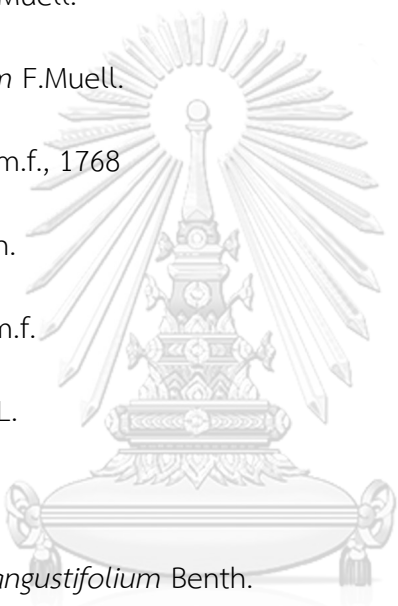 Muell.
m F.Muell.
m.f., 1768
m.f.
L.
angustifolium Benth.